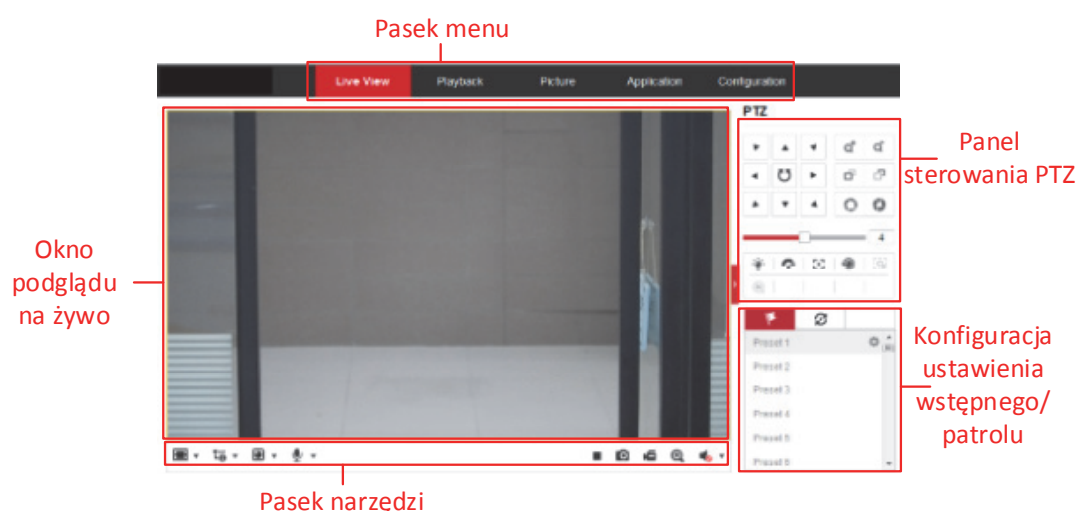 Pasek menu
Live View Playback Picture Application Configuration
PTZ
Panel
sterowania PTZ
4
Okno
podglądu
na żywo
Preset 1
Preset 2
Preset 3
Preset 4
Preset 5
Preset 6
Konfiguracja
ustawienia
wstępnego/
patrolu
Pasek narzędzi